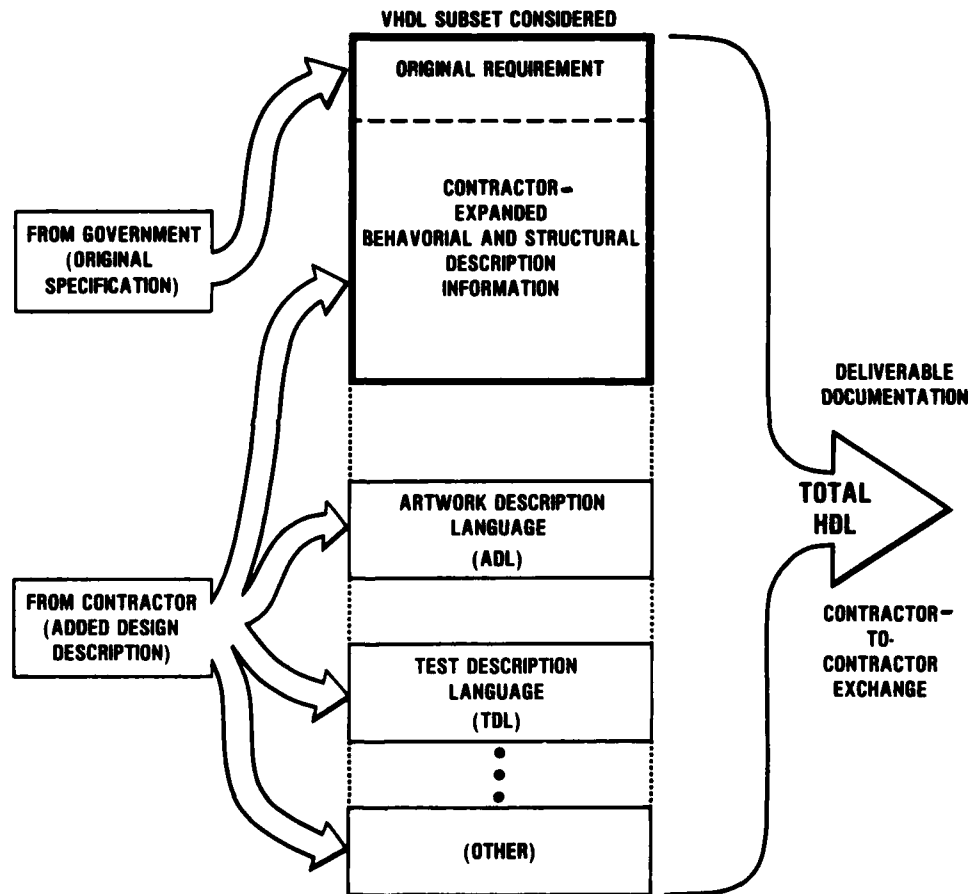 VHDL SUBSET CONSIDERED
ORIGINAL REQUIREMENT
CONTRACTOR-
EXPANDED
BEHAVORIAL AND STRUCTURAL
DESCRIPTION
INFORMATION
FROM GOVERNMENT
(ORIGINAL
SPECIFICATION)
DELIVERABLE
DOCUMENTATION
ARTWORK DESCRIPTION
LANGUAGE
(ADL)
TOTAL
HDL
FROM CONTRACTOR
(ADDED DESIGN
DESCRIPTION)
CONTRACTOR-
TO-
CONTRACTOR
EXCHANGE
TEST DESCRIPTION
LANGUAGE
(TDL)
(OTHER)